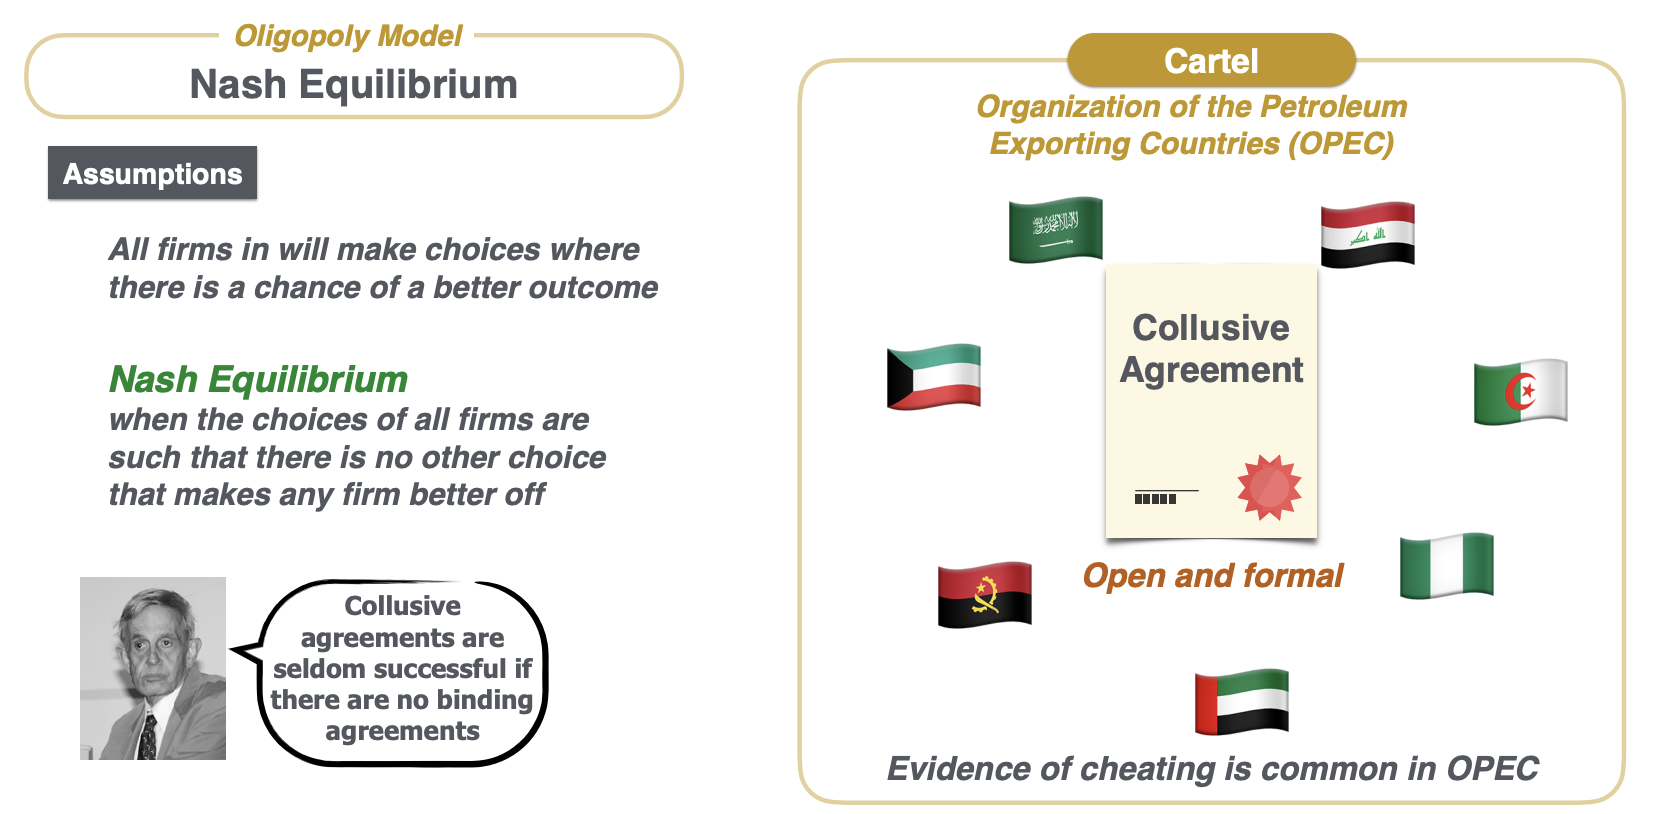 Oligopoly Model
Nash Equilibrium
Assumptions
All firms in will make choices where
there is a chance of a better outcome
Nash Equilibrium
when the choices of all firms are
such that there is no other choice
that makes any firm better off
Collusive
agreements are
seldom successful if
there are no binding
agreements
Cartel
Organization of the Petroleum
Exporting Countries (OPEC)
Collusive
Agreement
Open and formal
Evidence of cheating is common in OPEC